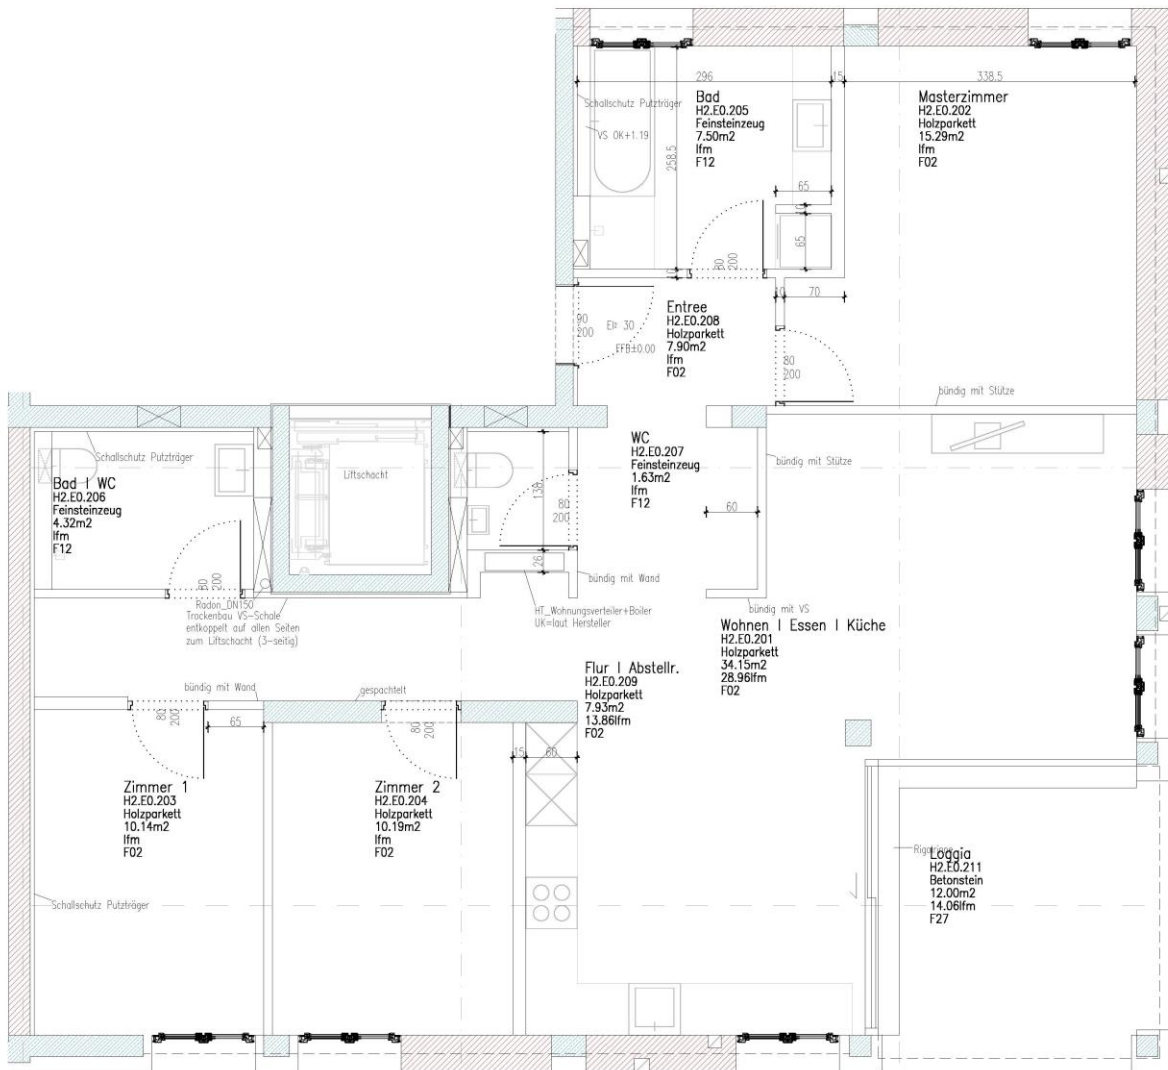 296
15
338.5
Schallschutz Putzträger
VS OK+1.19
258.5
Bad
H2.E0.205
Feinsteinzeug
7.50m2
lfm
F12
Masterzimmer
H2.E0.202
Holzparkett
15.29m2
lfm
F02
65
10
65
80
200
10
10
70
90
200
EI2 30
FFB±0.00
Entree
H2.E0.208
Holzparkett
7.90m2
lfm
F02
80
200
bündig mit Stütze
Schallschutz Putzträger
Bad | WC
H2.E0.206
Feinsteinzeug
4.32m2
lfm
F12
Liftschacht
138
80
200
WC
H2.E0.207
Feinsteinzeug
1.63m2
lfm
F12
bündig mit Stütze
60
26
80
200
bündig mit Wand
Radon_DN150
Trockenbau VS-Schale
entkoppelt auf allen Seiten
zum Liftschacht (3-seitig)
HT_Wohnungsverteiler+Boiler
UK=laut Hersteller
bündig mit VS
Wohnen | Essen | Küche
H2.E0.201
Holzparkett
34.15m2
28.96lfm
F02
Flur | Abstellr.
H2.E0.209
Holzparkett
7.93m2
13.86lfm
F02
bündig mit Wand
gespachtelt
80
200
65
80
200
15
60
Zimmer 1
H2.E0.203
Holzparkett
10.14m2
lfm
F02
Zimmer 2
H2.E0.204
Holzparkett
10.19m2
lfm
F02
Schallschutz Putzträger
Loggia
H2.E0.211
Betonstein
12.00m2
14.06lfm
F27